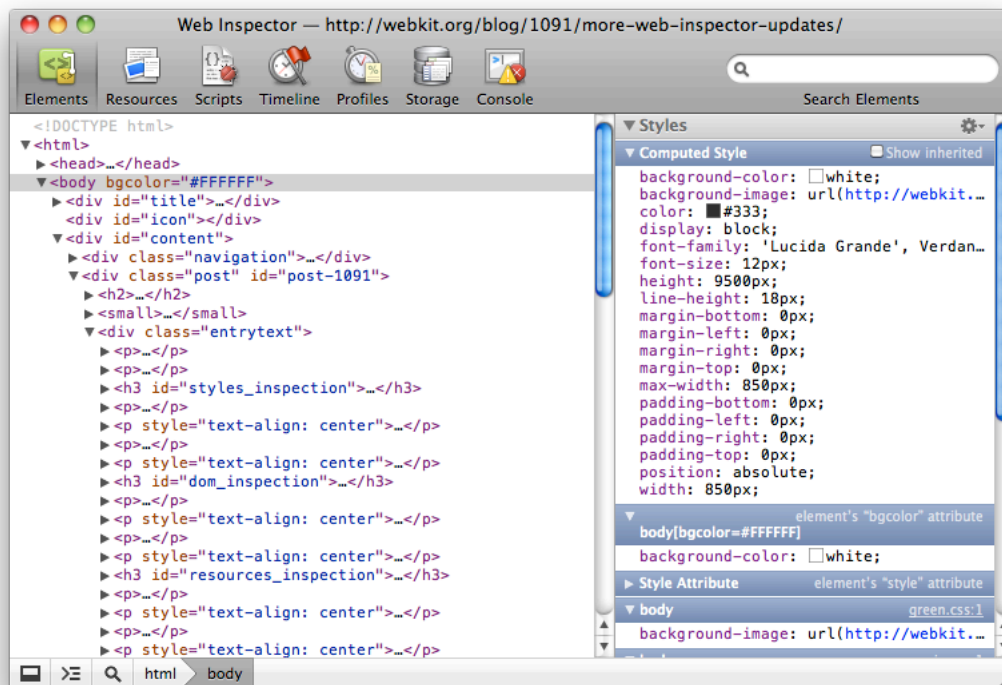 Web Inspector — http://webkit.org/blog/1091/more-web-inspector-updates/
Elements Resources Scripts Timeline Profiles Storage Console Search Elements
<!DOCTYPE html>
▼<html>
▶<head>…</head>
▼<body bgcolor="#FFFFFF">
▶<div id="title">…</div>
<div id="icon"></div>
▼<div id="content">
▶<div class="navigation">…</div>
▼<div class="post" id="post-1091">
▶<h2>…</h2>
▶<small>…</small>
▼<div class="entrytext">
▶<p>…</p>
▶<p>…</p>
▶<h3 id="styles_inspection">…</h3>
▶<p>…</p>
▶<p style="text-align: center">…</p>
▶<p>…</p>
▶<p style="text-align: center">…</p>
▶<h3 id="dom_inspection">…</h3>
▶<p>…</p>
▶<p style="text-align: center">…</p>
▶<p>…</p>
▶<p style="text-align: center">…</p>
▶<h3 id="resources_inspection">…</h3>
▶<p>…</p>
▶<p style="text-align: center">…</p>
▶<p>…</p>
▶<p style="text-align: center">…</p>
html body
▼ Styles
▼ Computed Style Show inherited
background-color: white;
background-image: url(http://webkit.…
color: #333;
display: block;
font-family: 'Lucida Grande', Verdan…
font-size: 12px;
height: 9500px;
line-height: 18px;
margin-bottom: 0px;
margin-left: 0px;
margin-right: 0px;
margin-top: 0px;
max-width: 850px;
padding-bottom: 0px;
padding-left: 0px;
padding-right: 0px;
padding-top: 0px;
position: absolute;
width: 850px;
▼ element's "bgcolor" attribute
body[bgcolor=#FFFFFF]
background-color: white;
▶ Style Attribute element's "style" attribute
▼ body green.css:1
background-image: url(http://webkit.…